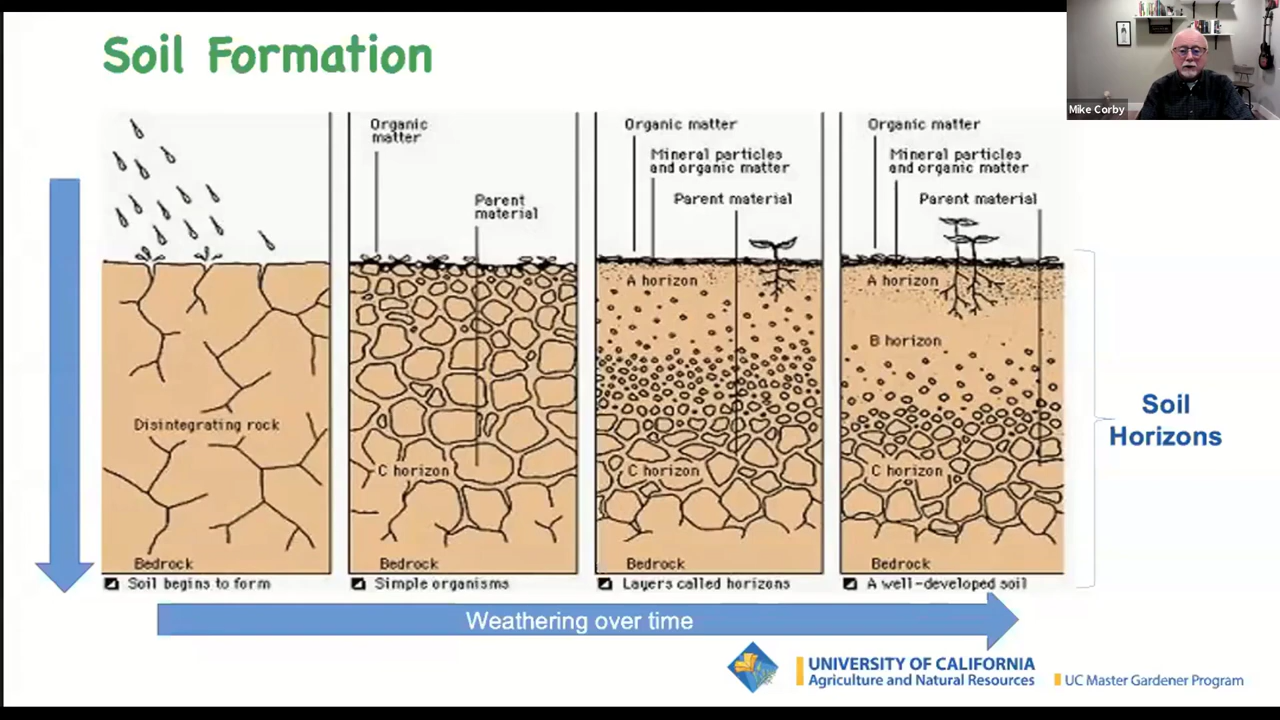 Soil Formation
Mike Corby
Disintegrating rock
Bedrock
Soil begins to form
Organic
matter
Parent
material
C horizon
Bedrock
Simple organisms
Organic matter
Mineral particles
and organic matter
Parent material
A horizon
C horizon
Bedrock
Layers called horizons
Organic matter
Mineral particles
and organic matter
Parent material
A horizon
B horizon
C horizon
Bedrock
A well-developed soil
Soil
Horizons
Weathering over time
UNIVERSITY OF CALIFORNIA
Agriculture and Natural Resources
UC Master Gardener Program